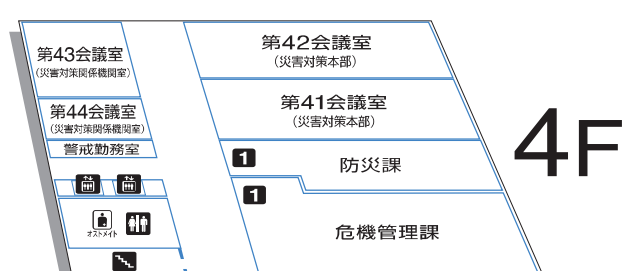 第43会議室
（災害対策関係機関室）
第44会議室
（災害対策関係機関室）
警戒勤務室
オストメイト
第42会議室
（災害対策本部）
第41会議室
（災害対策本部）
1
防災課
1
危機管理課
4F